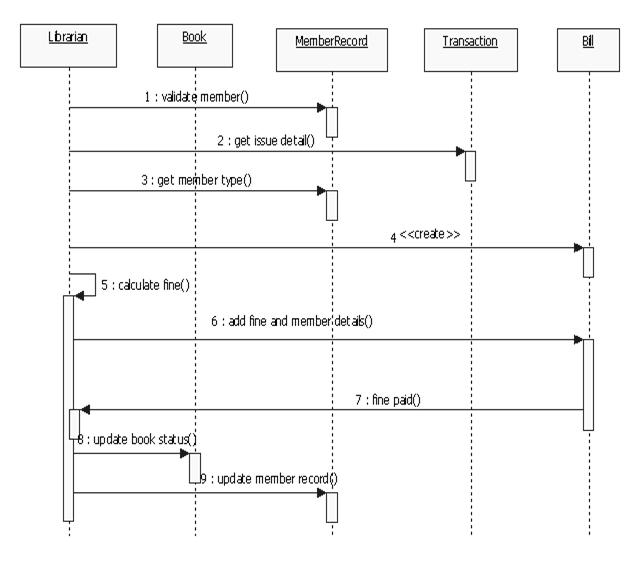 Librarian
Book
MemberRecord
Transaction
Bill
1 : validate member()
2 : get issue detail()
3 : get member type()
4 <<create>>
5 : calculate fine()
6 : add fine and member details()
7 : fine paid()
8 : update book status()
9 : update member record()